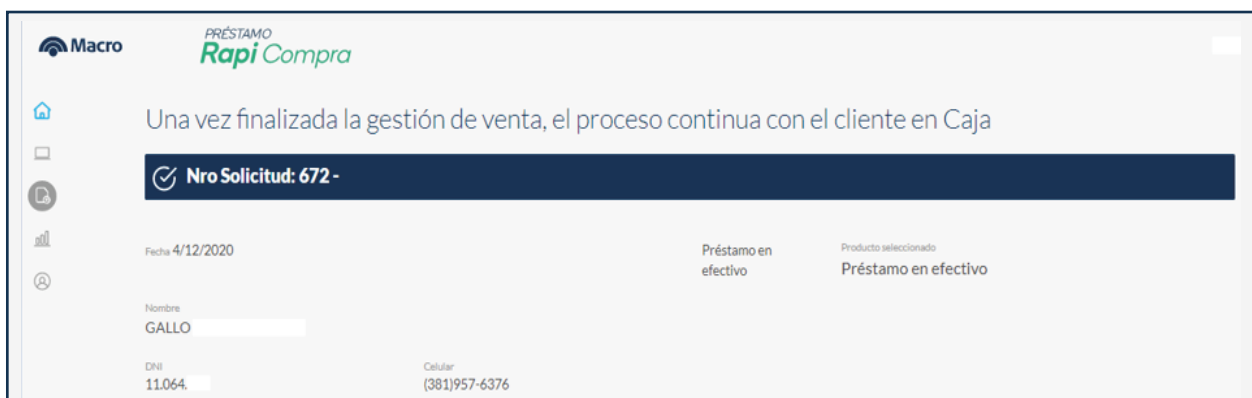 Macro
PRÉSTAMO
Rapi Compra
Una vez finalizada la gestión de venta, el proceso continua con el cliente en Caja
Nro Solicitud: 672 -
Fecha 4/12/2020
Préstamo en
efectivo
Producto seleccionado
Préstamo en efectivo
Nombre
GALLO
DNI
11.064.
Celular
(381)957-6376